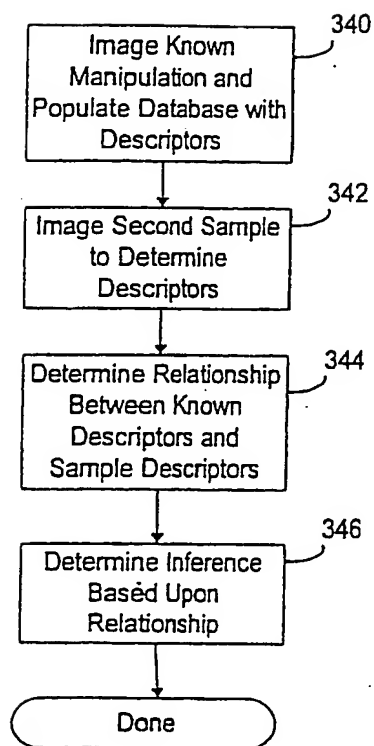 340
Image Known
Manipulation and
Populate Database with
Descriptors
342
Image Second Sample
to Determine
Descriptors
344
Determine Relationship
Between Known
Descriptors and
Sample Descriptors
346
Determine Inference
Based Upon
Relationship
Done